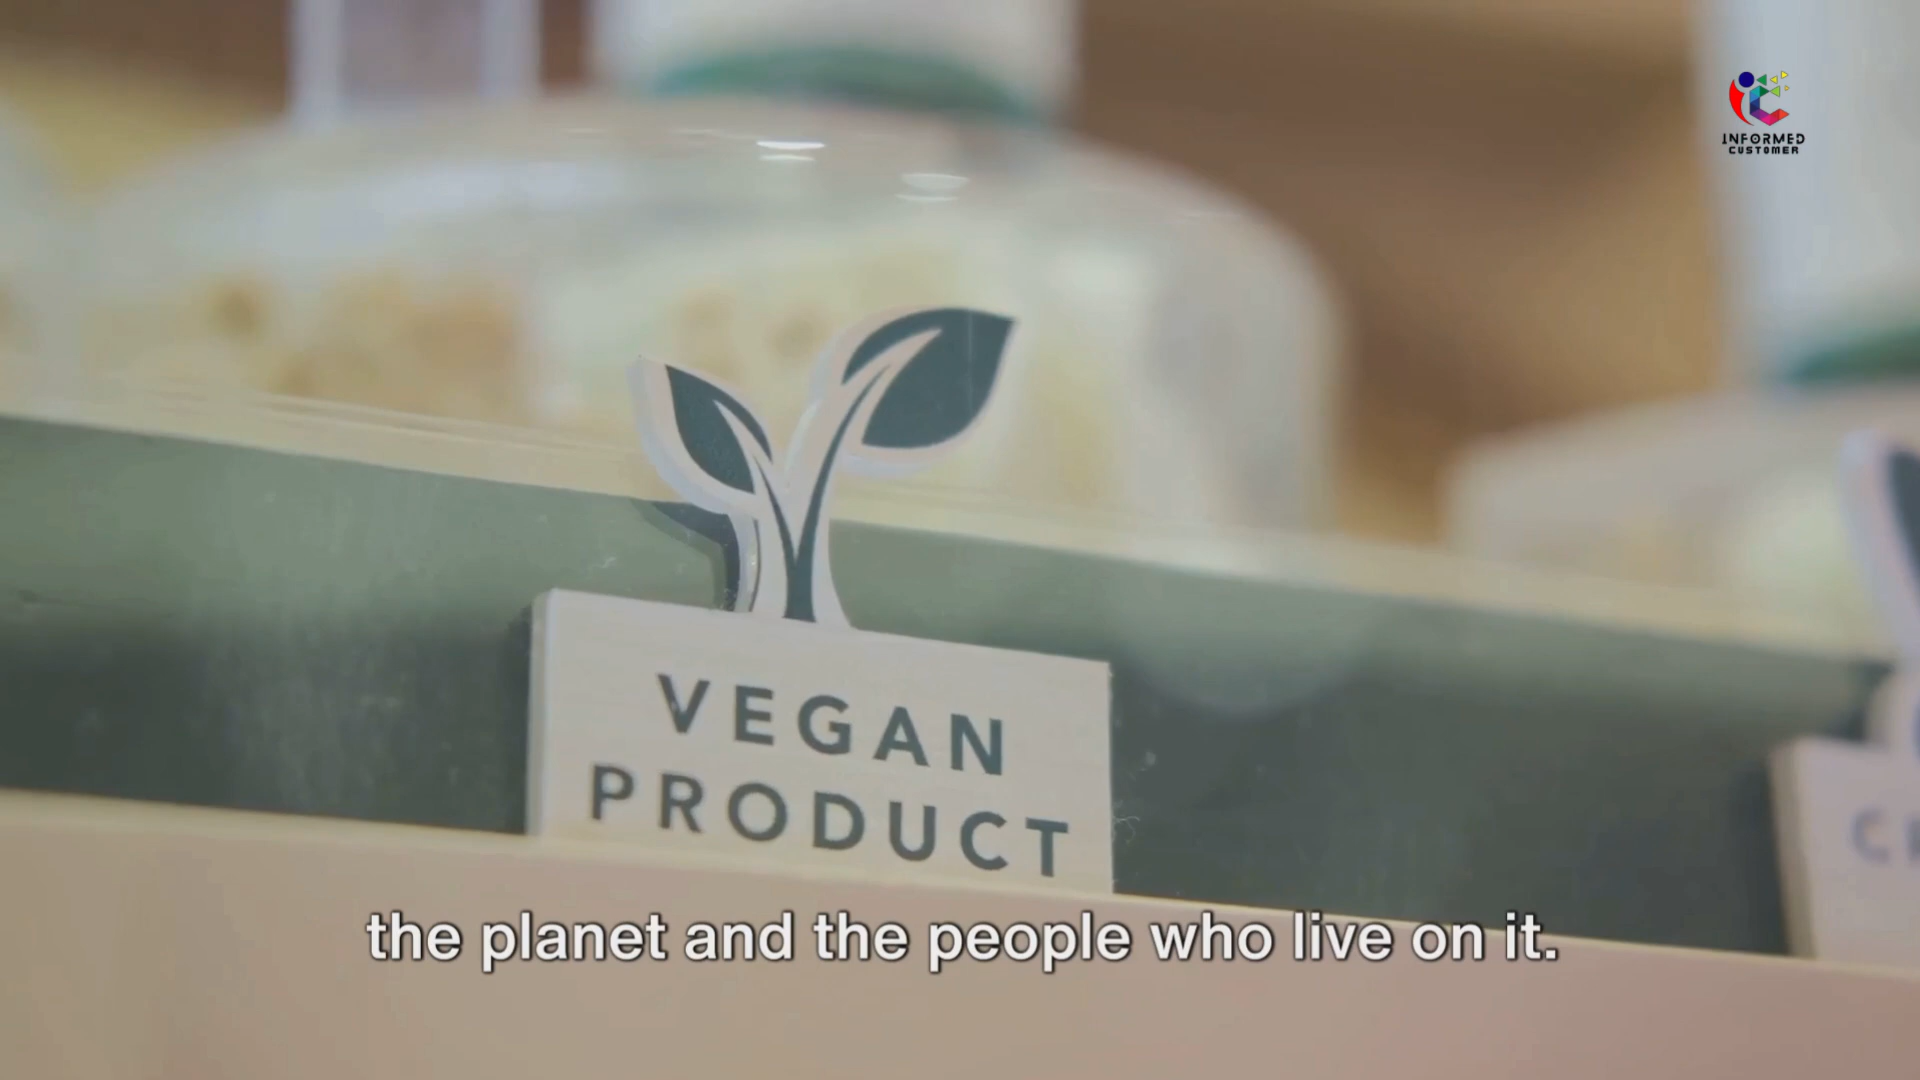 INFORMED
CUSTOMER
VEGAN
PRODUCT
the planet and the people who live on it.